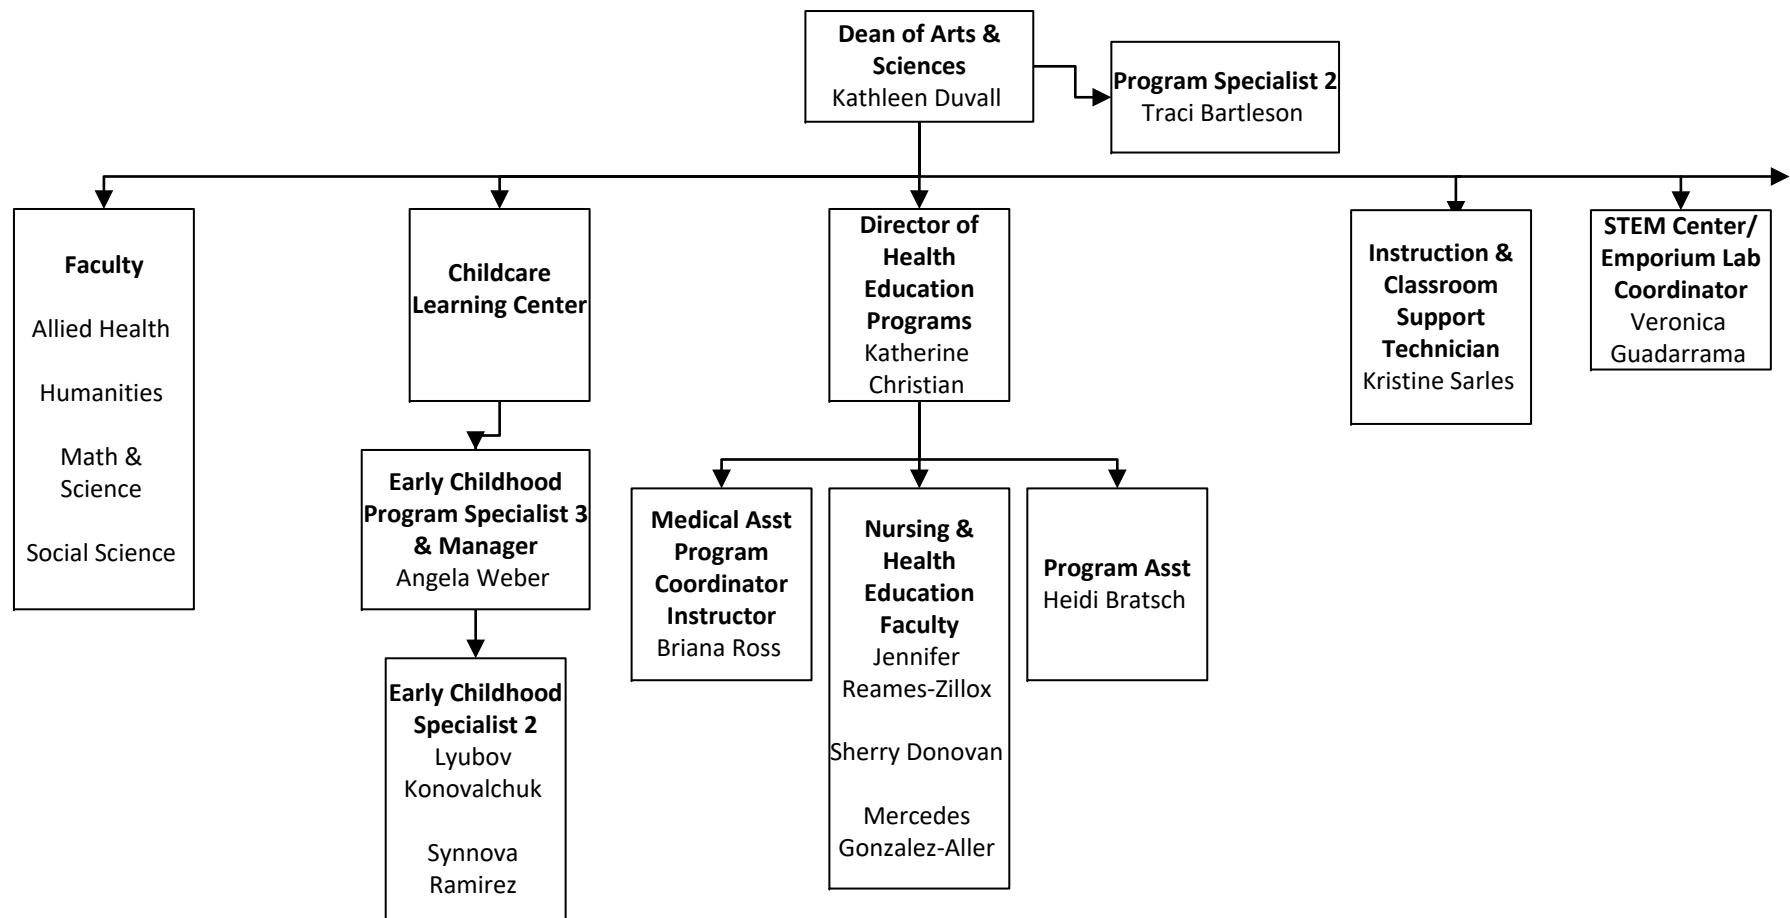 Dean of Arts &
Sciences
Kathleen Duvall
Program Specialist 2
Traci Bartleson
Faculty
Allied Health
Humanities
Math &
Science
Social Science
Childcare
Learning Center
Early Childhood
Program Specialist 3
& Manager
Angela Weber
Early Childhood
Specialist 2
Lyubov
Konovalchuk
Synnova
Ramirez
Director of
Health
Education
Programs
Katherine
Christian
Medical Asst
Program
Coordinator
Instructor
Briana Ross
Nursing &
Health
Education
Faculty
Jennifer
Reames-Zillox
Sherry Donovan
Mercedes
Gonzalez-Aller
Program Asst
Heidi Bratsch
Instruction &
Classroom
Support
Technician
Kristine Sarles
STEM Center/
Emporium Lab
Coordinator
Veronica
Guadarrama